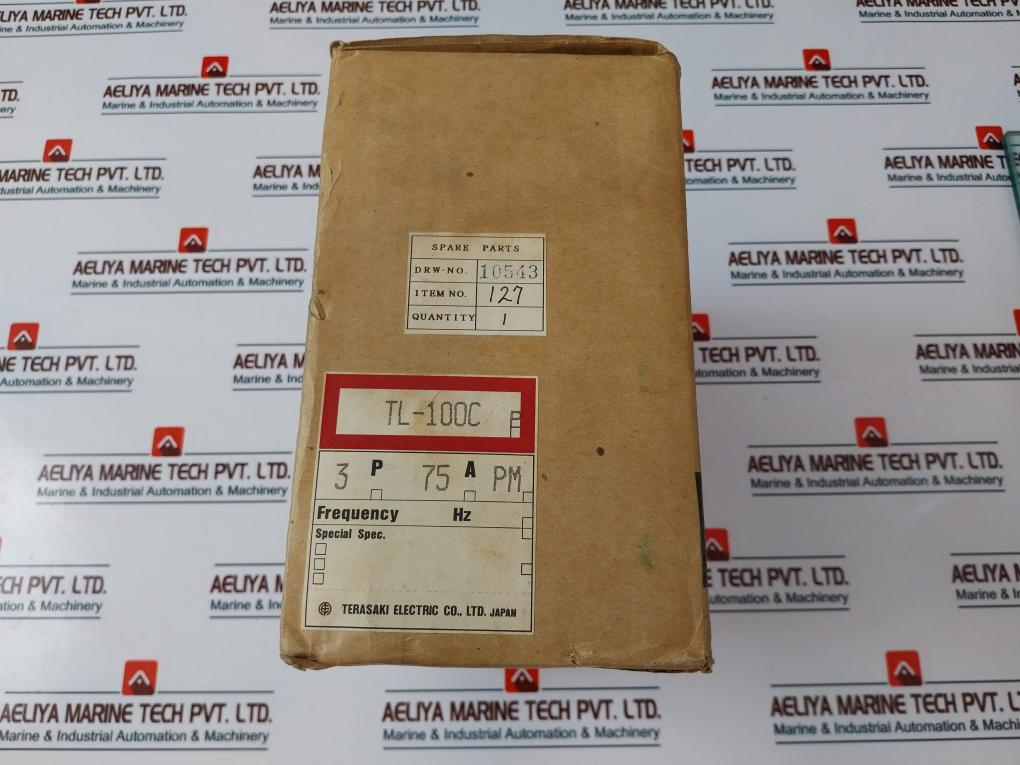 SPARE PARTS
DRW-NO. 10543
ITEM NO. 127
QUANTITY 1
TL-100C P
3 P 75 A PM
Frequency Hz
Special Spec.
TERASAKI ELECTRIC CO., LTD. JAPAN
AELIYA MARINE TECH PVT. LTD.
Marine & Industrial Automation & Machinery